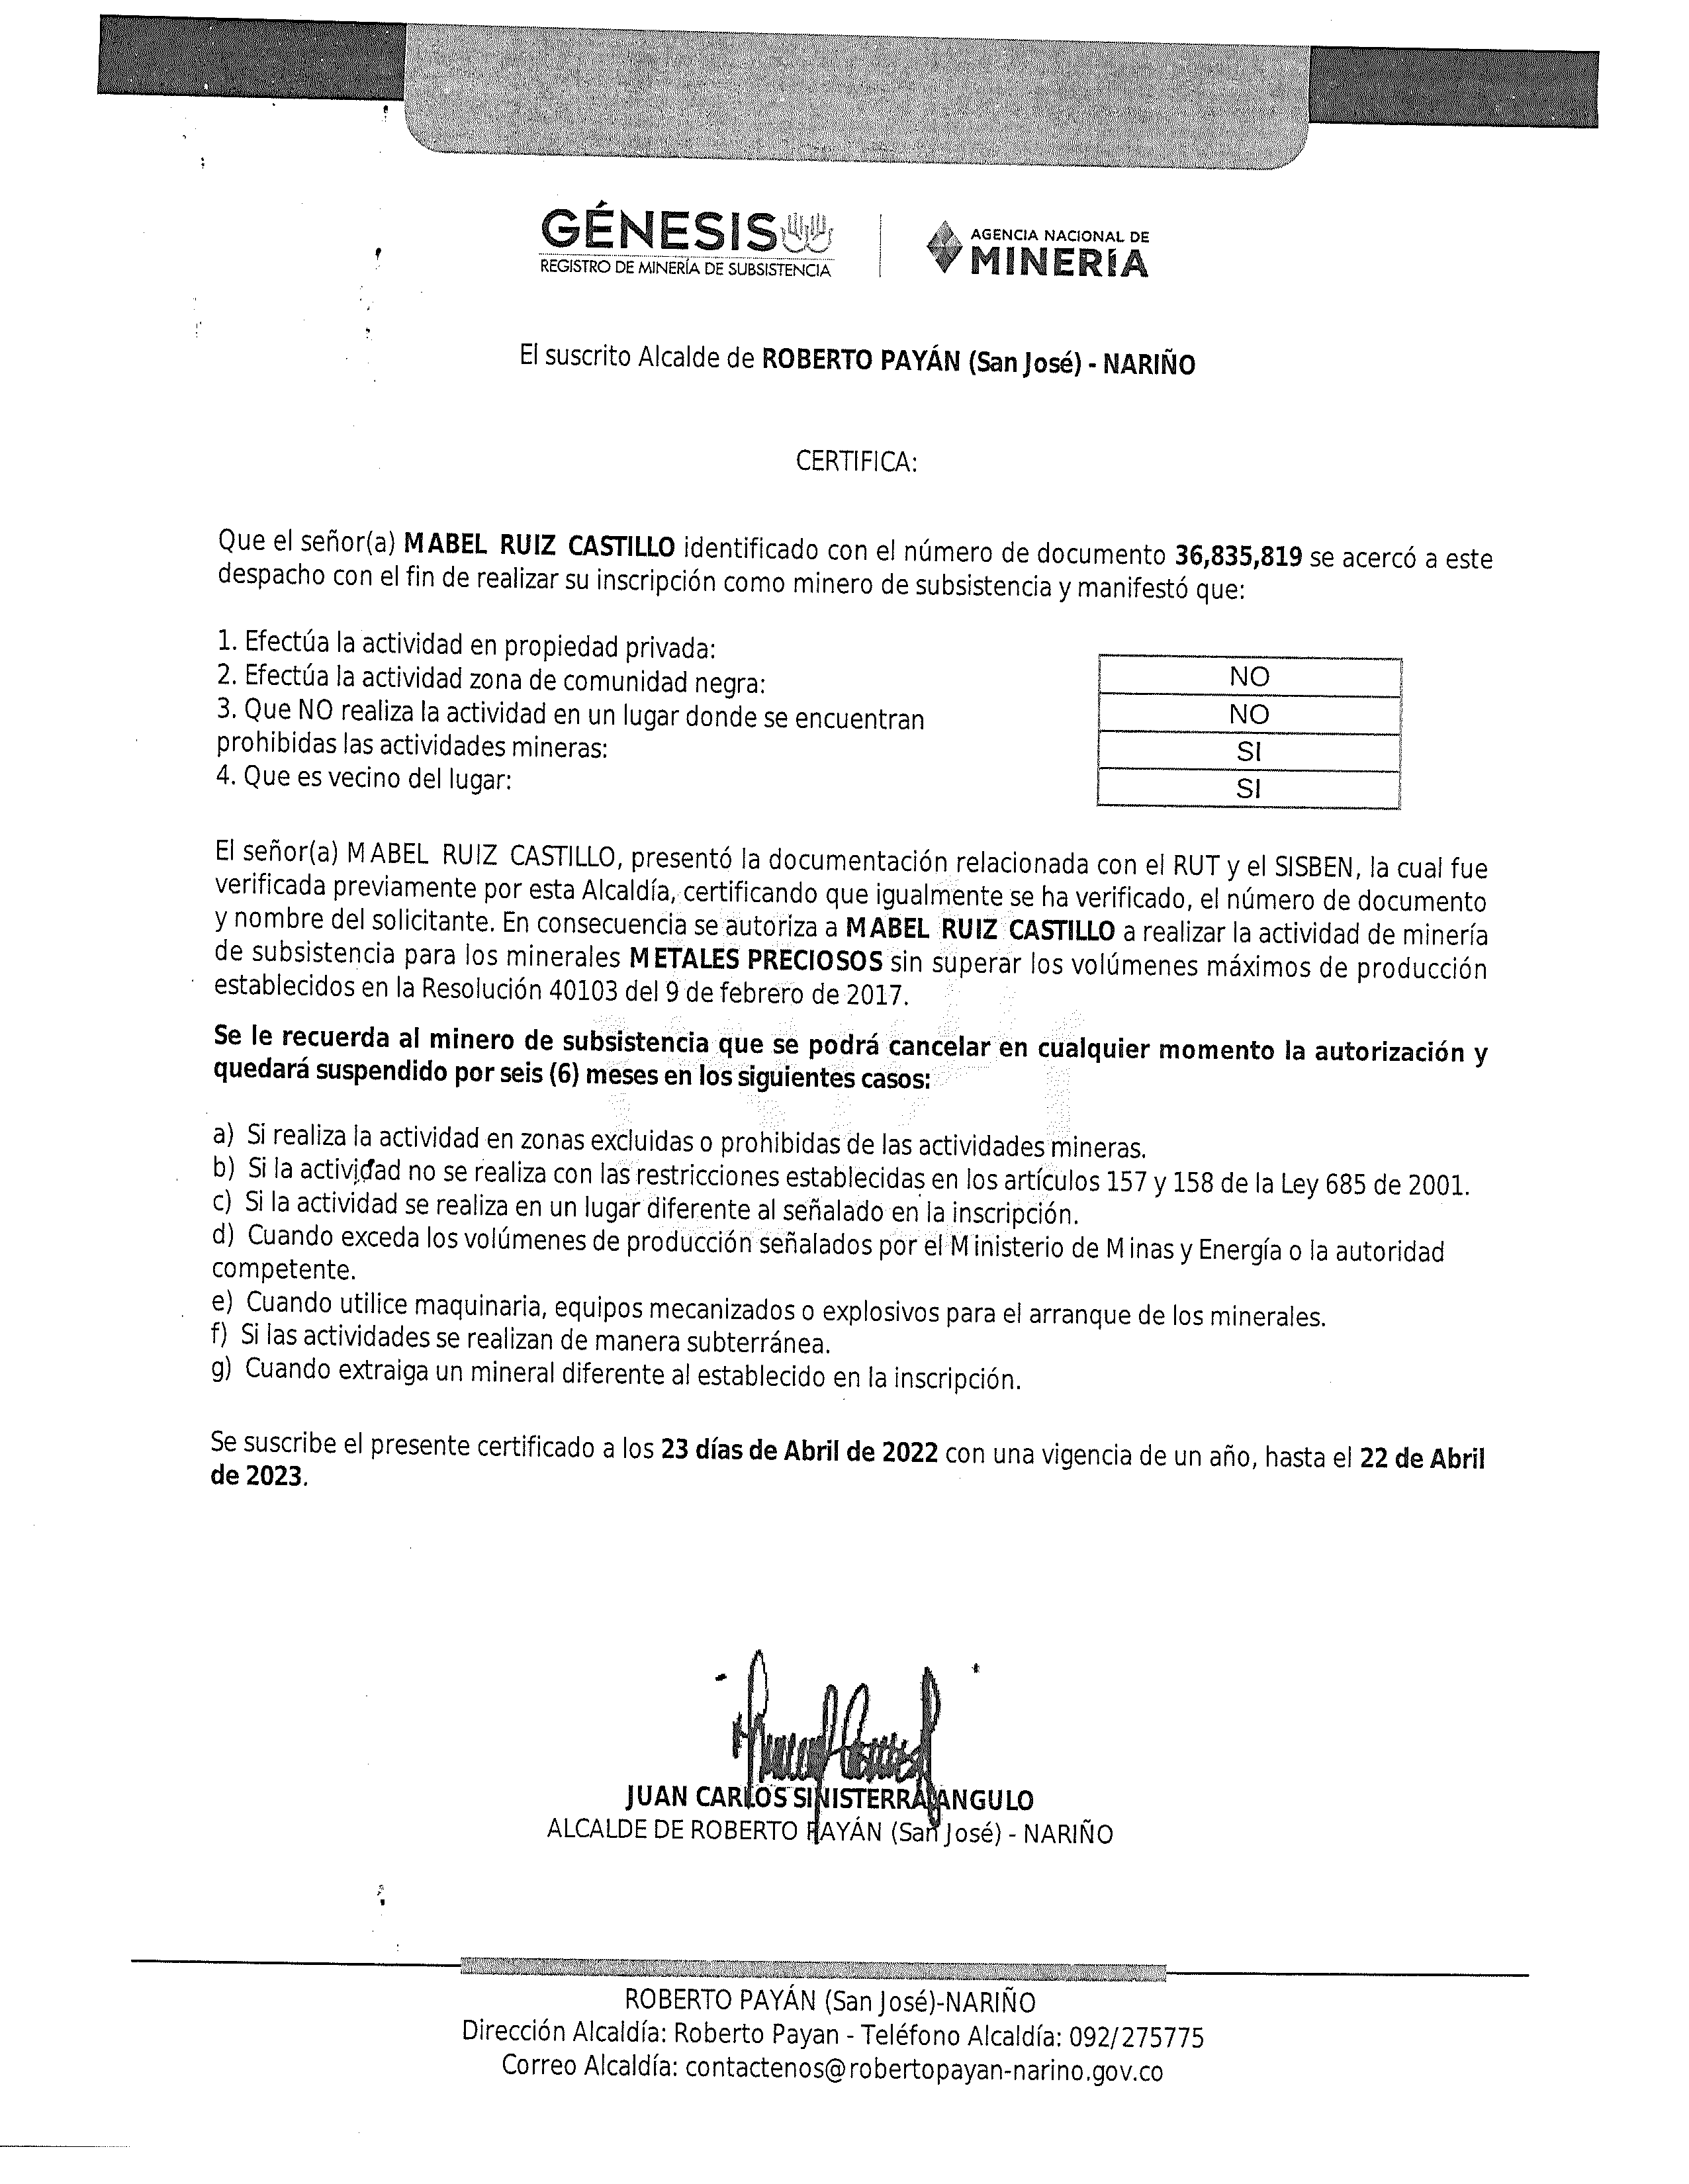 GÉNESIS
REGISTRO DE MINERÍA DE SUBSISTENCIA
AGENCIA NACIONAL DE
MINERÍA
El suscrito Alcalde de ROBERTO PAYÁN (San José) - NARIÑO
CERTIFICA:
Que el señor(a) MABEL RUIZ CASTILLO identificado con el número de documento 36,835,819 se acercó a este
despacho con el fin de realizar su inscripción como minero de subsistencia y manifestó que:
1. Efectúa la actividad en propiedad privada:
NO
2. Efectúa la actividad zona de comunidad negra:
NO
3. Que NO realiza la actividad en un lugar donde se encuentran
prohibidas las actividades mineras:
SI
4. Que es vecino del lugar:
SI
El señor(a) MABEL RUIZ CASTILLO, presentó la documentación relacionada con el RUT y el SISBEN, la cual fue
verificada previamente por esta Alcaldía, certificando que igualmente se ha verificado, el número de documento
y nombre del solicitante. En consecuencia se autoriza a MABEL RUIZ CASTILLO a realizar la actividad de minería
de subsistencia para los minerales METALES PRECIOSOS sin superar los volúmenes máximos de producción
establecidos en la Resolución 40103 del 9 de febrero de 2017.
Se le recuerda al minero de subsistencia que se podrá cancelar en cualquier momento la autorización y
quedará suspendido por seis (6) meses en los siguientes casos:
a) Si realiza la actividad en zonas excluidas o prohibidas de las actividades mineras.
b) Si la actividad no se realiza con las restricciones establecidas en los artículos 157 y 158 de la Ley 685 de 2001.
c) Si la actividad se realiza en un lugar diferente al señalado en la inscripción.
d) Cuando exceda los volúmenes de producción señalados por el Ministerio de Minas y Energía o la autoridad
competente.
e) Cuando utilice maquinaria, equipos mecanizados o explosivos para el arranque de los minerales.
f) Si las actividades se realizan de manera subterránea.
g) Cuando extraiga un mineral diferente al establecido en la inscripción.
Se suscribe el presente certificado a los 23 días de Abril de 2022 con una vigencia de un año, hasta el 22 de Abril
de 2023.
JUAN CARLOS SINISTERRA ANGULO
ALCALDE DE ROBERTO PAYÁN (San José) - NARIÑO
ROBERTO PAYÁN (San José)-NARIÑO
Dirección Alcaldía: Roberto Payan - Teléfono Alcaldía: 092/275775
Correo Alcaldía: contactenos@robertopayan-narino.gov.co